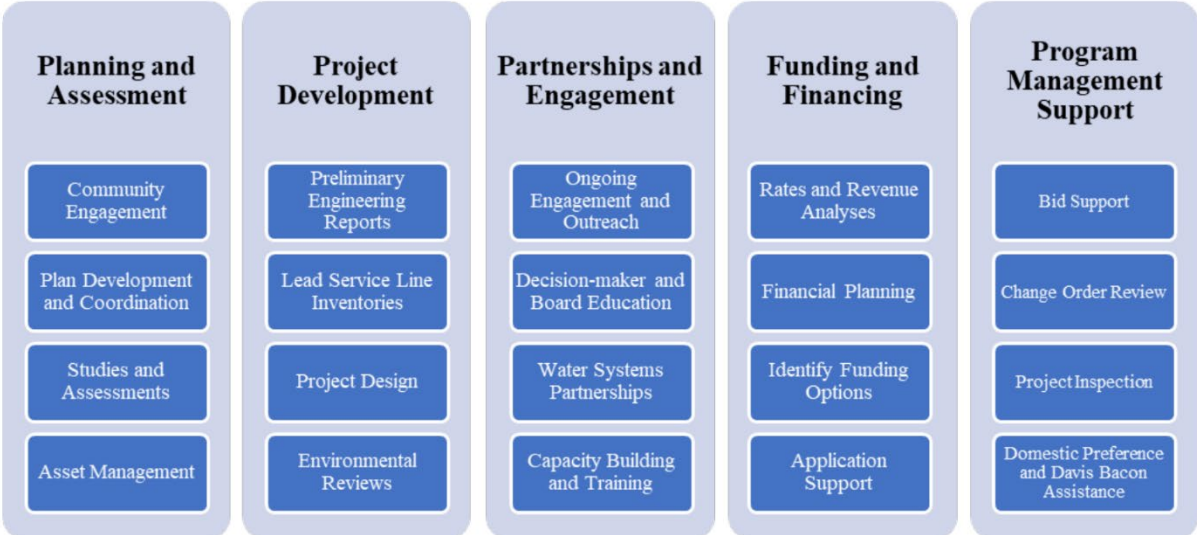 Planning and
Assessment
Community
Engagement
Plan Development
and Coordination
Studies and
Assessments
Asset Management
Project
Development
Preliminary
Engineering
Reports
Lead Service Line
Inventories
Project Design
Environmental
Reviews
Partnerships and
Engagement
Ongoing
Engagement and
Outreach
Decision-maker and
Board Education
Water Systems
Partnerships
Capacity Building
and Training
Funding and
Financing
Rates and Revenue
Analyses
Financial Planning
Identify Funding
Options
Application
Support
Program
Management
Support
Bid Support
Change Order Review
Project Inspection
Domestic Preference
and Davis Bacon
Assistance